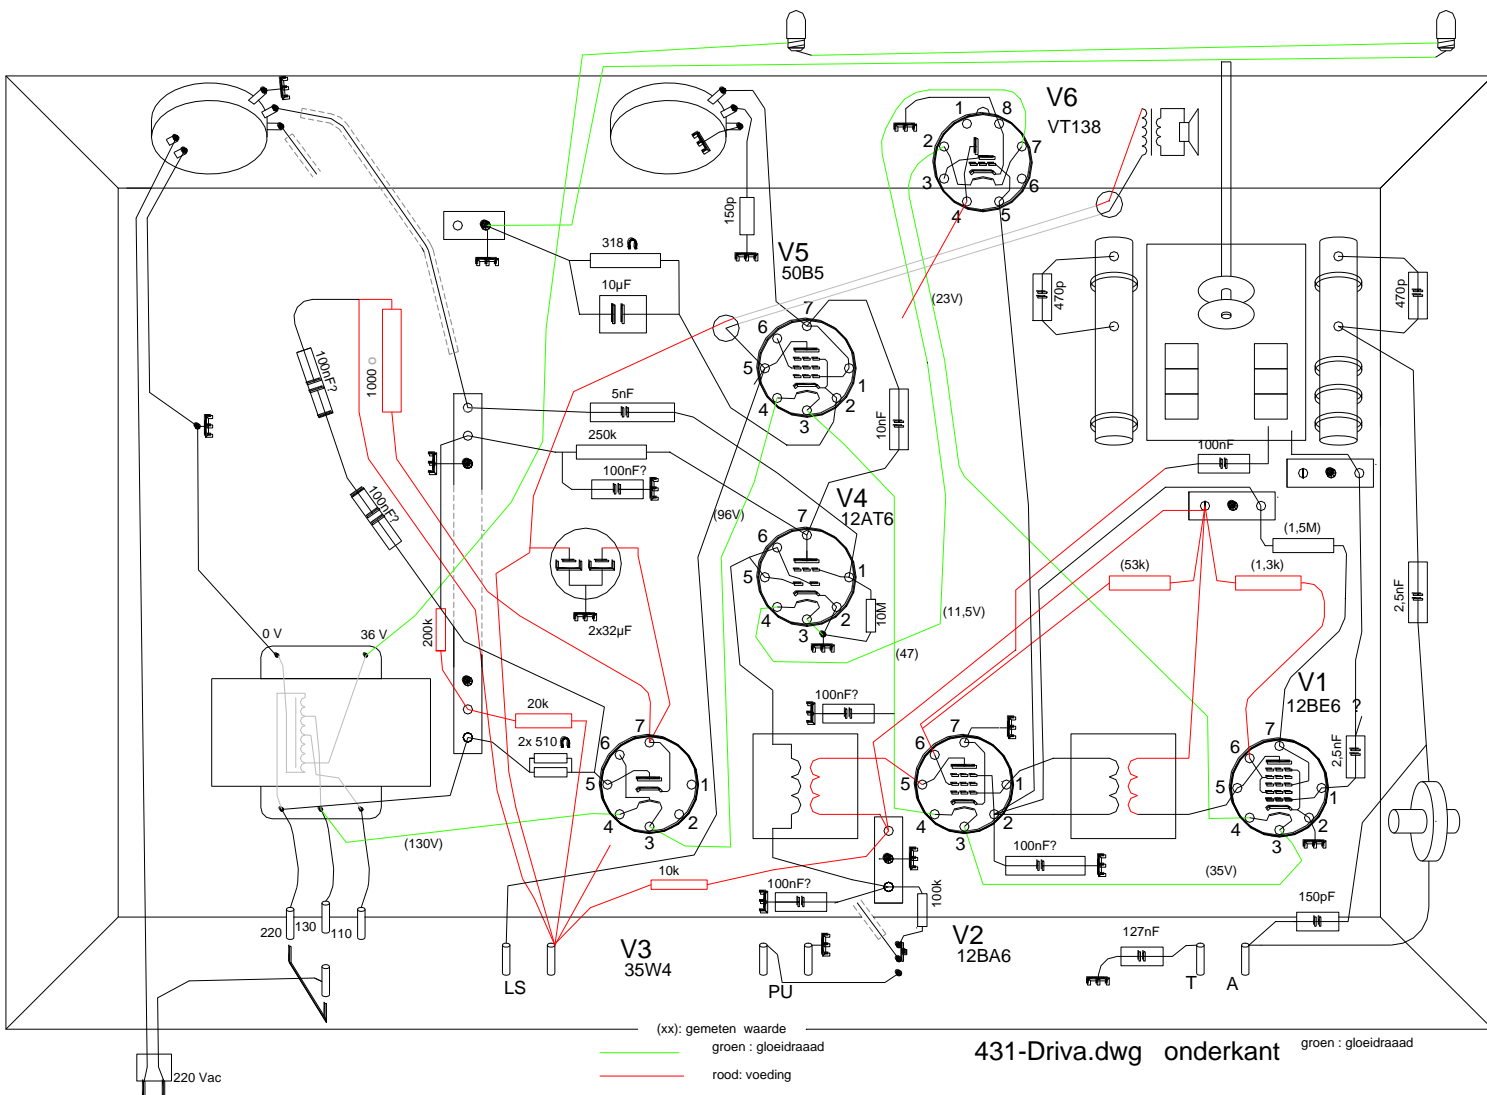 V6
VT138
1
8
2
7
3
6
4
5
150p
318 Ω
10µF
V5
50B5
(23V)
470p
470p
7
6
5
1
4
2
3
100nF?
1000
5nF
250k
100nF?
100nF?
10nF
100nF
(96V)
V4
12AT6
7
6
5
1
4
2
3
10M
(1,5M)
(53k)
(1,3k)
2,5nF
(11,5V)
(47)
2x32µF
200k
0 V
36 V
20k
2x 510 Ω
7
6
5
1
4
2
3
100nF?
7
6
5
1
4
2
3
V1
12BE6 ?
2,5nF
7
6
5
1
4
2
3
(130V)
100nF?
(35V)
10k
100nF?
100k
150pF
220
130
110
V3
35W4
V2
12BA6
127nF
LS
PU
T
A
(xx): gemeten waarde
groen : gloeidraaad
rood: voeding
431-Driva.dwg onderkant
groen : gloeidraaad
220 Vac